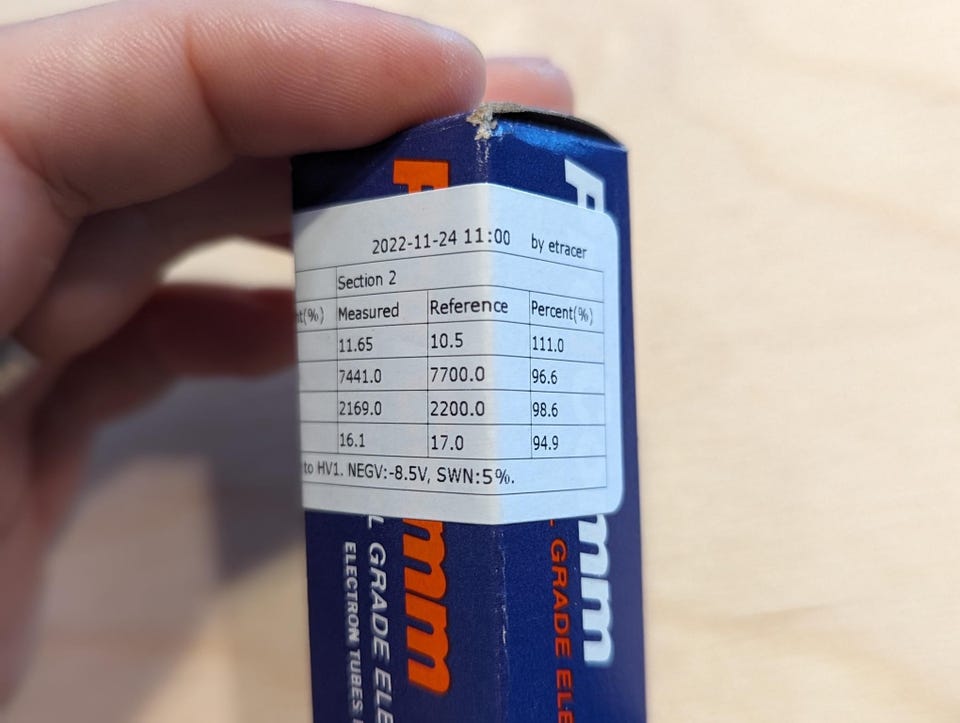 2022-11-24 11:00 by etracer
Section 2
nt(%) Measured Reference Percent(%)
11.65 10.5 111.0
7441.0 7700.0 96.6
2169.0 2200.0 98.6
16.1 17.0 94.9
to HV1. NEGV:-8.5V, SWN:5%.
mm
L GRADE ELE
ELECTRON TUBES
mm
GRADE ELE